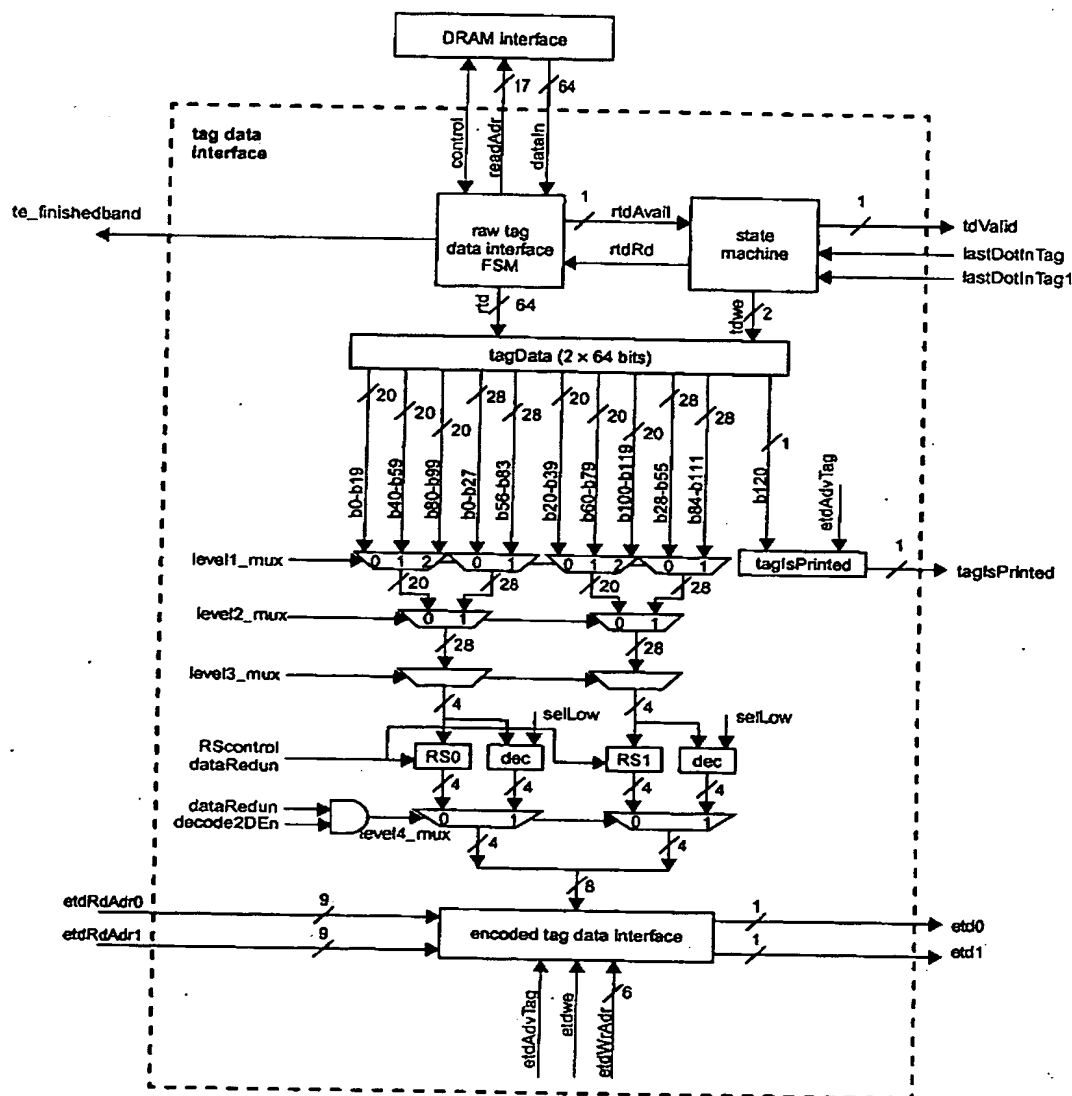 DRAM interface
17
64
tag data
interface
control
readAdr
dataIn
te_finishedband
raw tag
data interface
FSM
1
rtdAvail
rtdRd
state
machine
1
tdValid
lastDotInTag
lastDotInTag1
rtd
64
tdwe
2
tagData (2 × 64 bits)
20
20
20
28
28
20
20
20
28
28
1
b0-b19
b40-b59
b80-b99
b0-b27
b56-b83
b20-b39
b60-b79
b100-b119
b28-b55
b84-b111
b120
etdAdvTag
level1_mux
0 1 2
0 1
0 1 2
0 1
tagIsPrinted
1
tagIsPrinted
20
28
20
28
level2_mux
0 1
0 1
28
28
level3_mux
4
selLow
4
selLow
RScontrol
dataRedun
RS0
dec
RS1
dec
4
4
4
4
dataRedun
decode2DEn
level4_mux
0 1
0 1
4
4
8
etdRdAdr0
9
etdRdAdr1
9
encoded tag data interface
1
etd0
1
etd1
etdAdvTag
etdwe
etdWrAdr
6